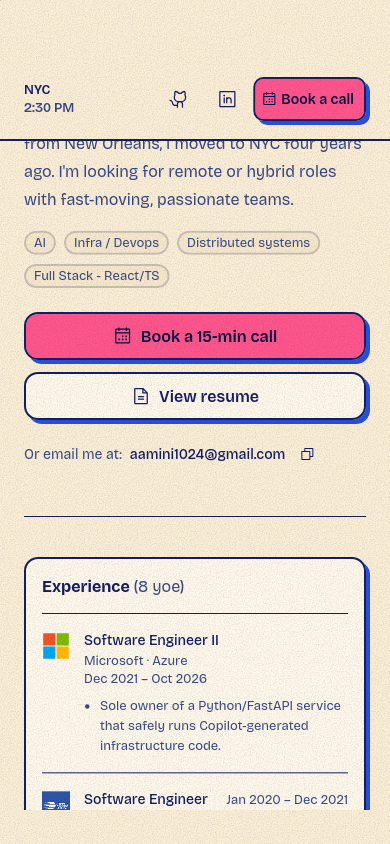 NYC
2:30 PM
Book a call
from New Orleans, I moved to NYC four years
ago. I'm looking for remote or hybrid roles
with fast-moving, passionate teams.
AI
Infra / Devops
Distributed systems
Full Stack - React/TS
Book a 15-min call
View resume
Or email me at: aamini1024@gmail.com
Experience (8 yoe)
Software Engineer II
Microsoft · Azure
Dec 2021 – Oct 2026
• Sole owner of a Python/FastAPI service
that safely runs Copilot-generated
infrastructure code.
Software Engineer Jan 2020 – Dec 2021